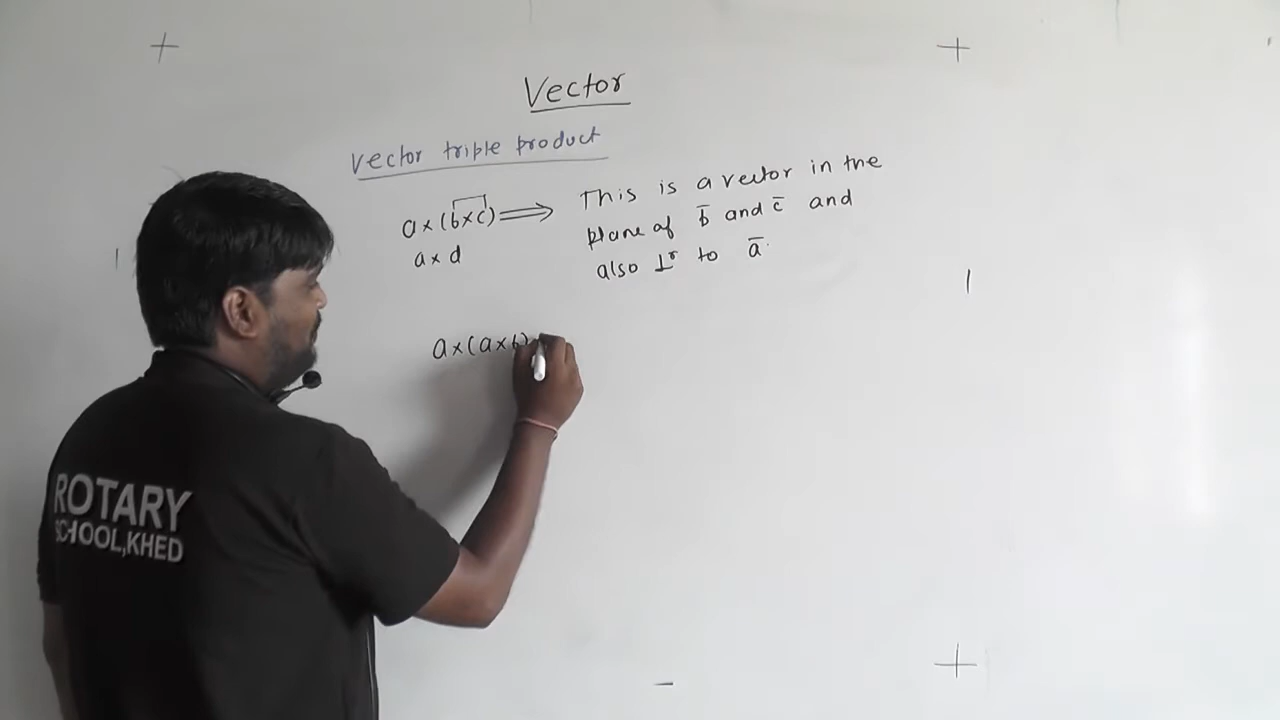 Vector
vector triple product
a × (b×c) ⟹
a × d
This is a vector in the
plane of b̅ and c̅ and
also ⊥ʳ to a̅.
a×(a×b)
ROTARY
SCHOOL,KHED